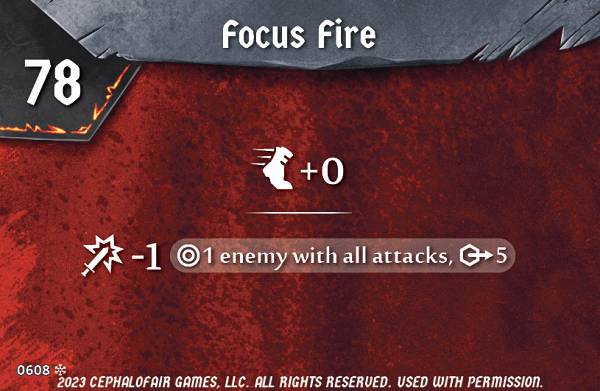 Focus Fire
78
+0
-1 1 enemy with all attacks, 5
0608
2023 CEPHALOFAIR GAMES, LLC. ALL RIGHTS RESERVED. USED WITH PERMISSION.